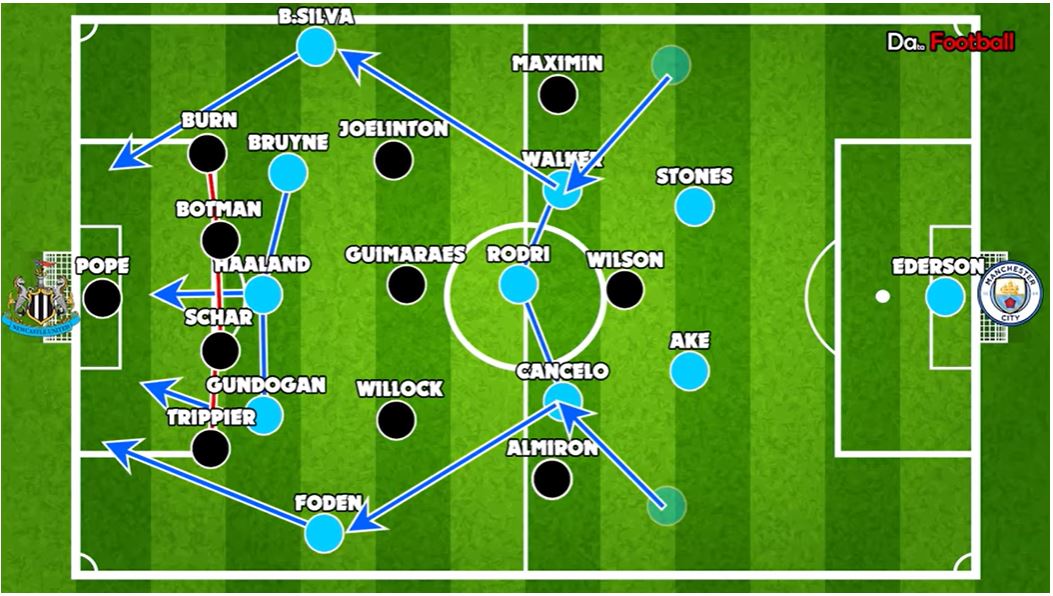 B.SILVA
Data Football
MAXIMIN
BURN
JOELINTON
BRUYNE
WALKER
STONES
BOTMAN
GUIMARAES
RODRI
WILSON
POPE
HAALAND
EDERSON
MANCHESTER
CITY
SCHAR
NEWCASTLE UNITED
AKE
CANCELO
GUNDOGAN
WILLOCK
TRIPPIER
ALMIRON
FODEN